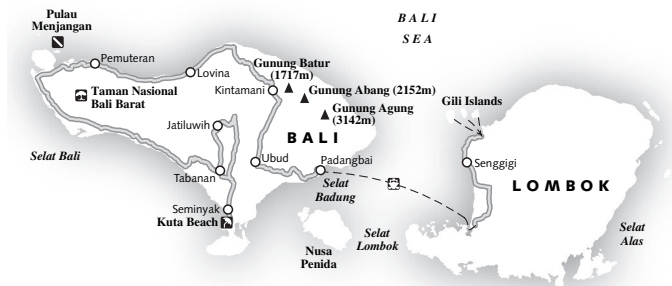 Pulau
Menjangan
BALI
SEA
Pemuteran
Lovina
Gunung Batur
(1717m)
Kintamani
Gunung Abang (2152m)
Taman Nasional
Bali Barat
Gunung Agung
(3142m)
Gili Islands
Jatiluwih
BALI
Selat Bali
Ubud
Padangbai
Senggigi
Tabanan
Selat
Badung
LOMBOK
Seminyak
Kuta Beach
Selat
Lombok
Selat
Alas
Nusa
Penida